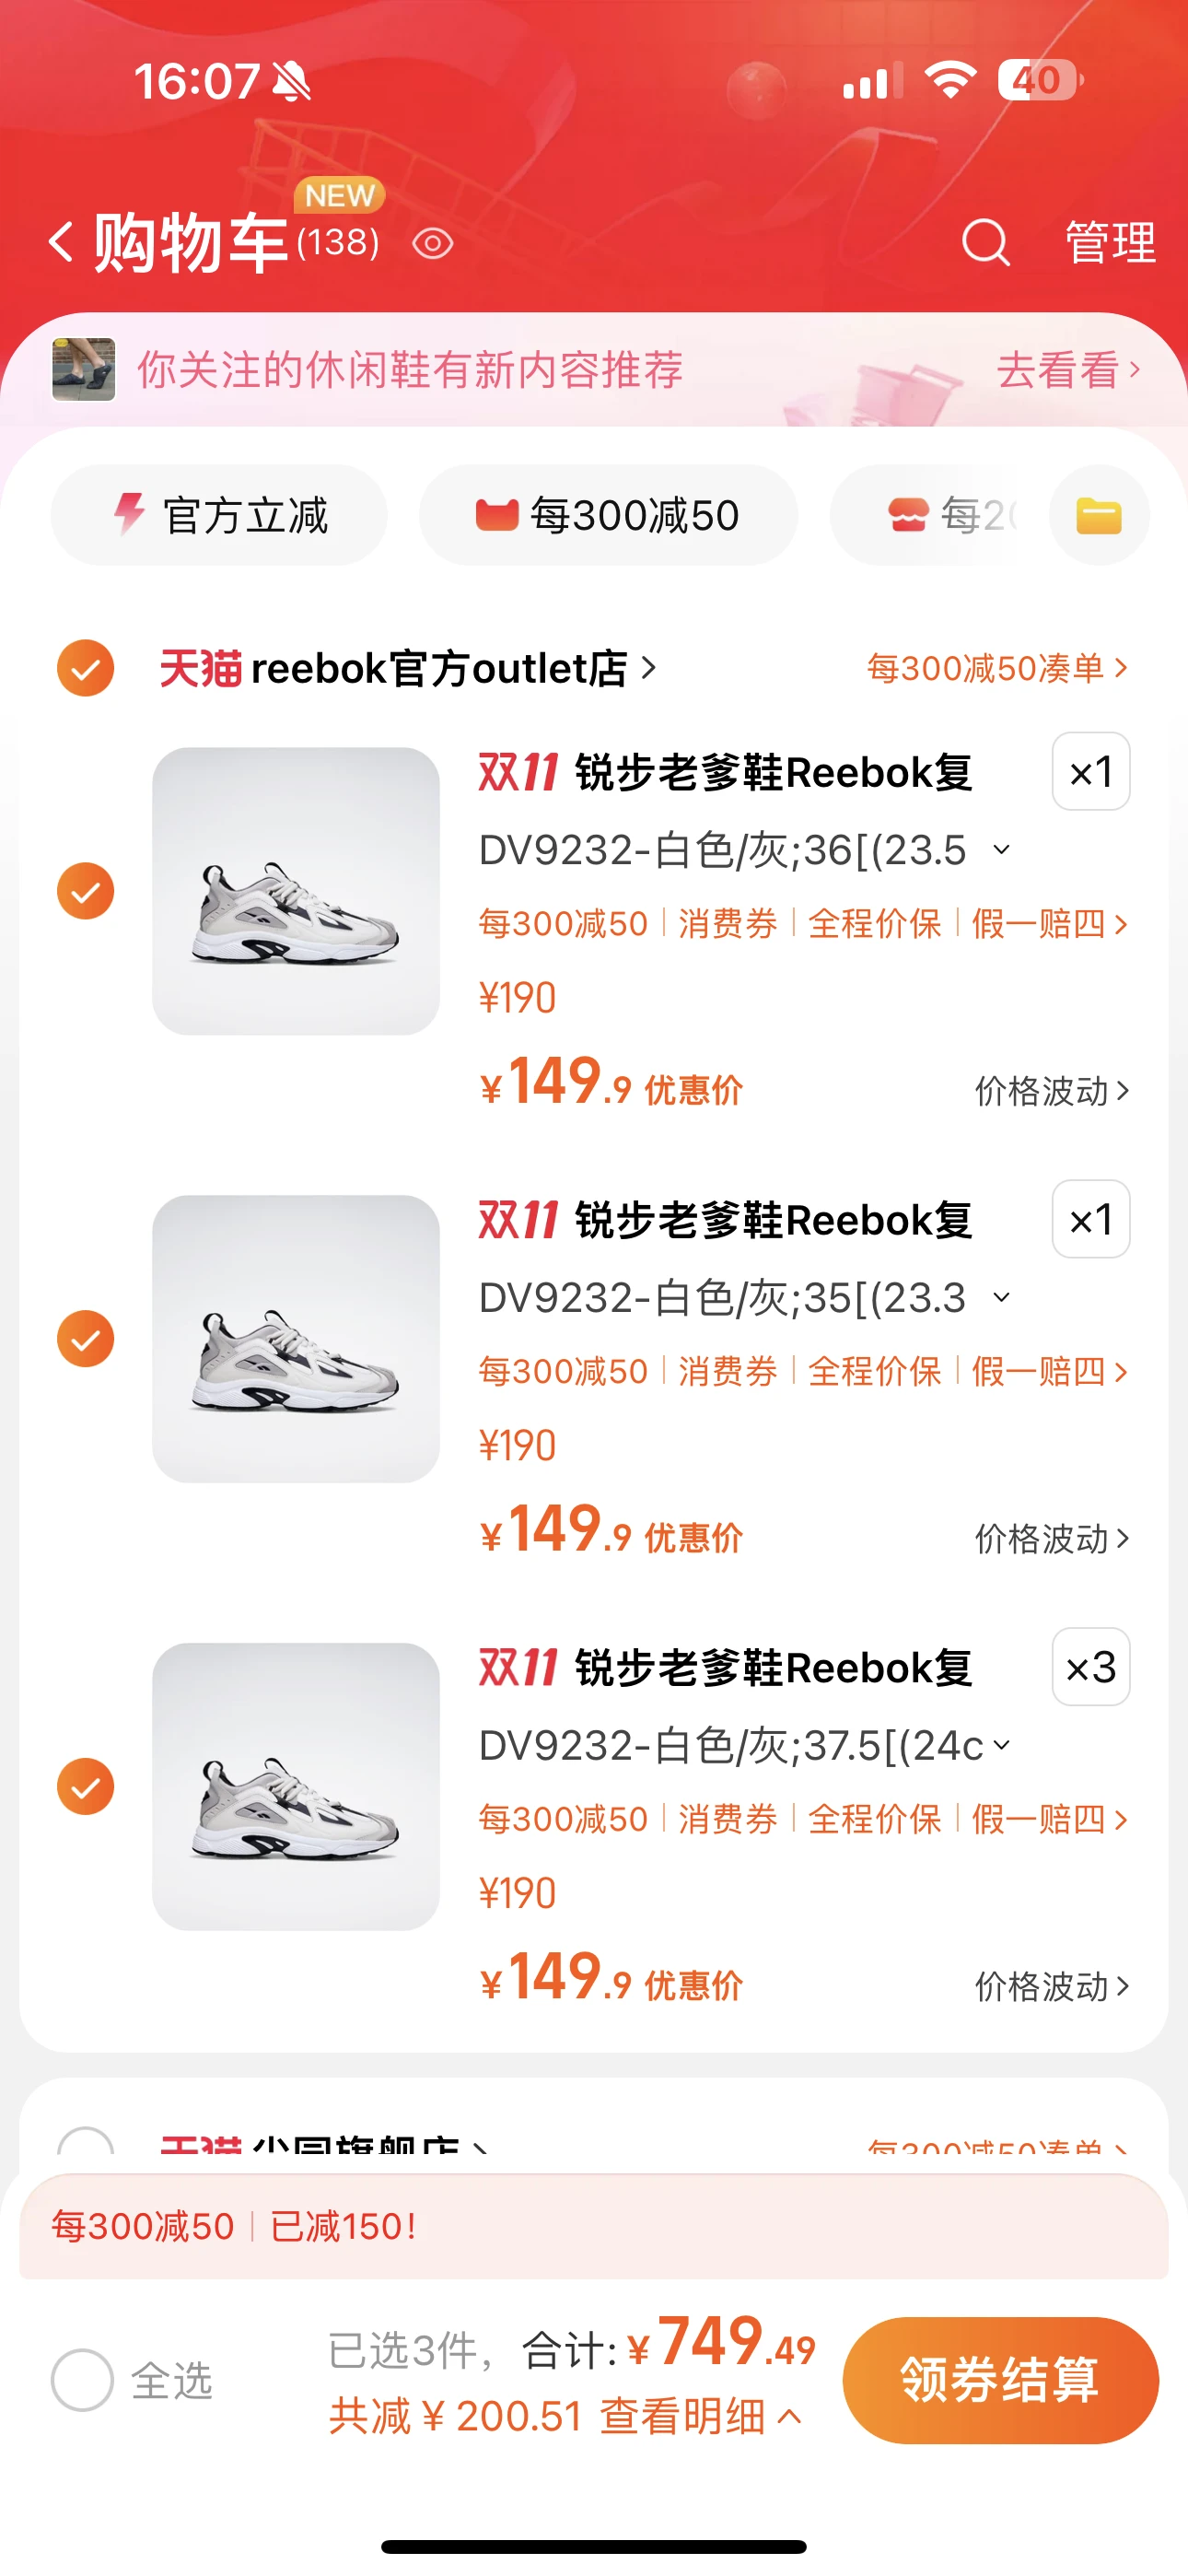 16:07
40
NEW
购物车(138)
管理
你关注的休闲鞋有新内容推荐
去看看
官方立减
每300减50
每20
天猫 reebok官方outlet店
每300减50凑单
双11 锐步老爹鞋Reebok复
×1
DV9232-白色/灰;36[(23.5
每300减50 消费券 全程价保 假一赔四
¥190
¥149.9 优惠价
价格波动
双11 锐步老爹鞋Reebok复
×1
DV9232-白色/灰;35[(23.3
每300减50 消费券 全程价保 假一赔四
¥190
¥149.9 优惠价
价格波动
双11 锐步老爹鞋Reebok复
×3
DV9232-白色/灰;37.5[(24c
每300减50 消费券 全程价保 假一赔四
¥190
¥149.9 优惠价
价格波动
天猫
每300减50凑单
每300减50 已减150!
全选
已选3件, 合计:¥749.49
共减 ¥ 200.51 查看明细
领券结算